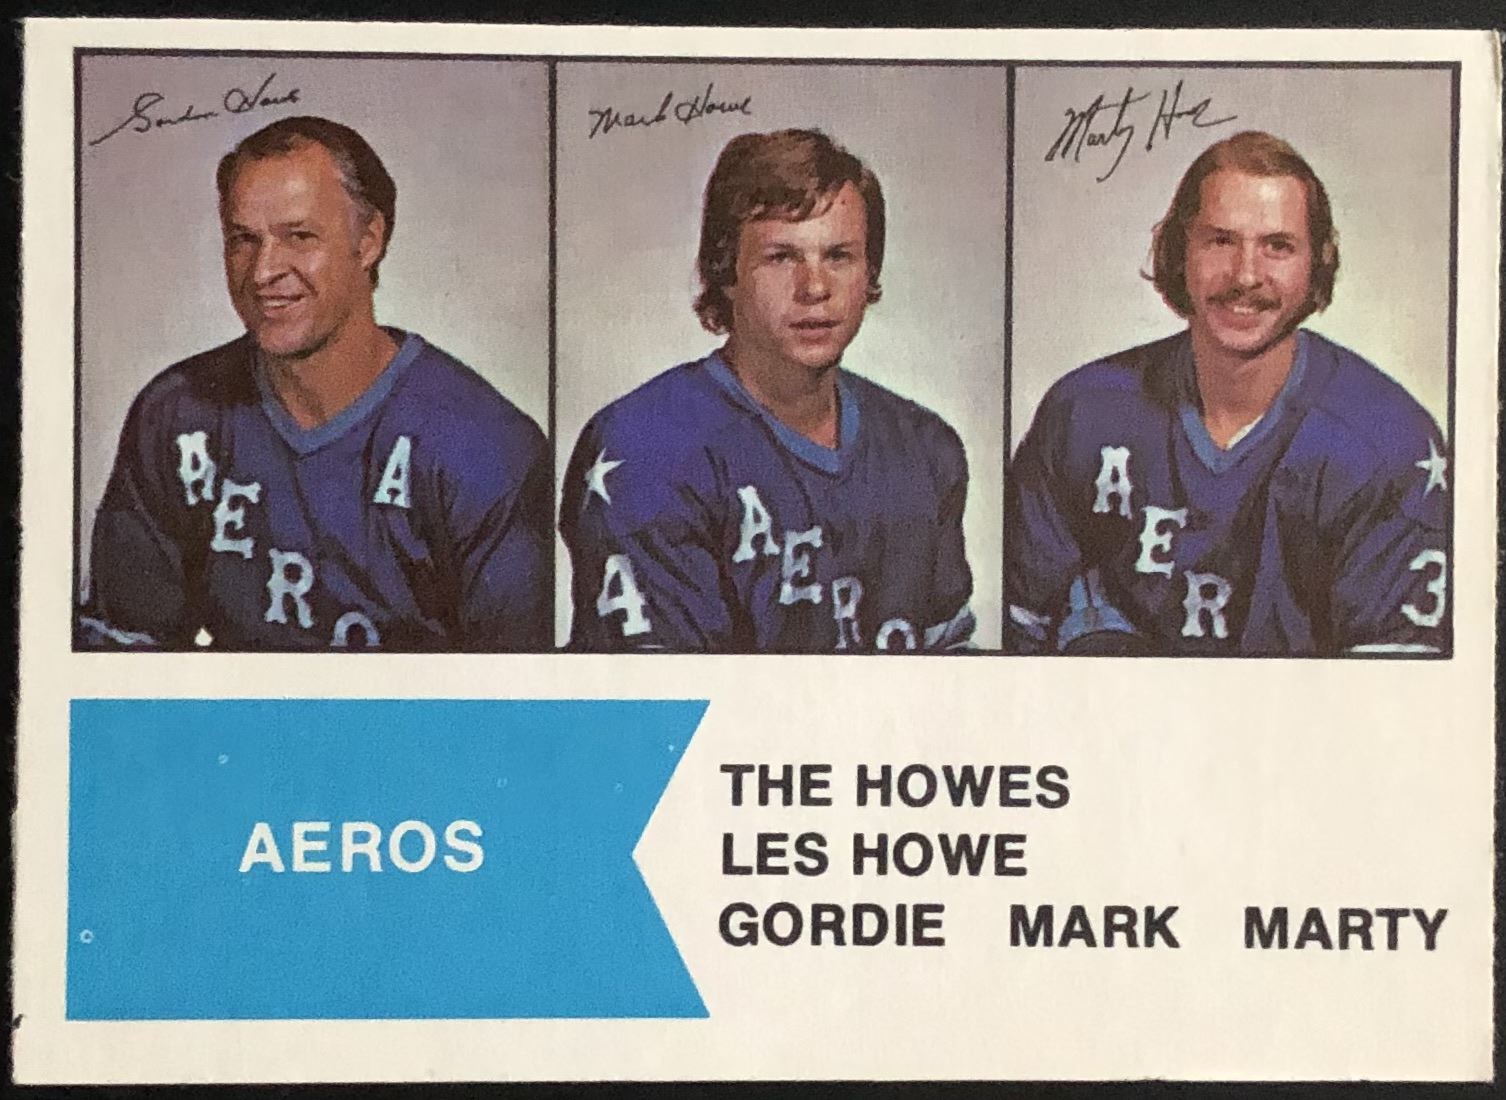 Gordie Howe Mark Howe Marty Howe
AERO A
4 AERO
AER 3
AEROS
THE HOWES
LES HOWE
GORDIE MARK MARTY